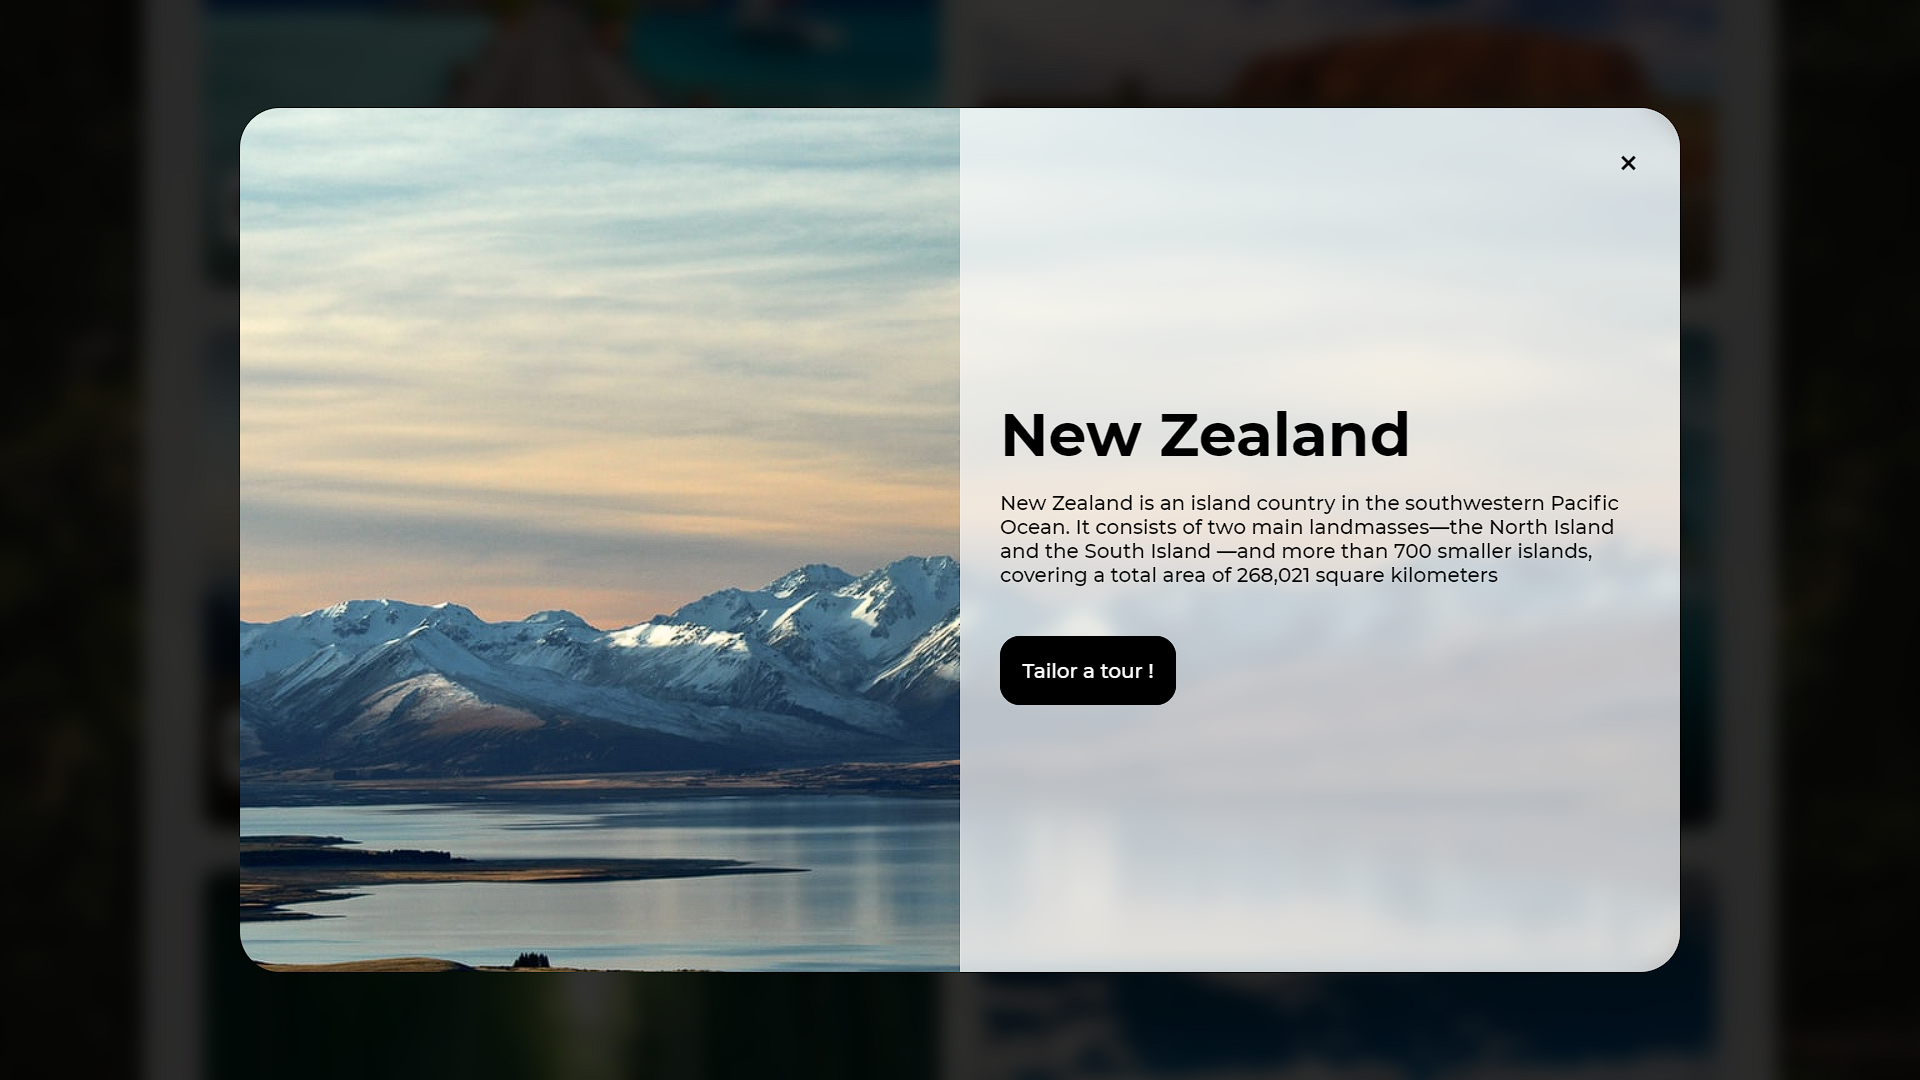 ×
New Zealand
New Zealand is an island country in the southwestern Pacific
Ocean. It consists of two main landmasses—the North Island
and the South Island —and more than 700 smaller islands,
covering a total area of 268,021 square kilometers
Tailor a tour !